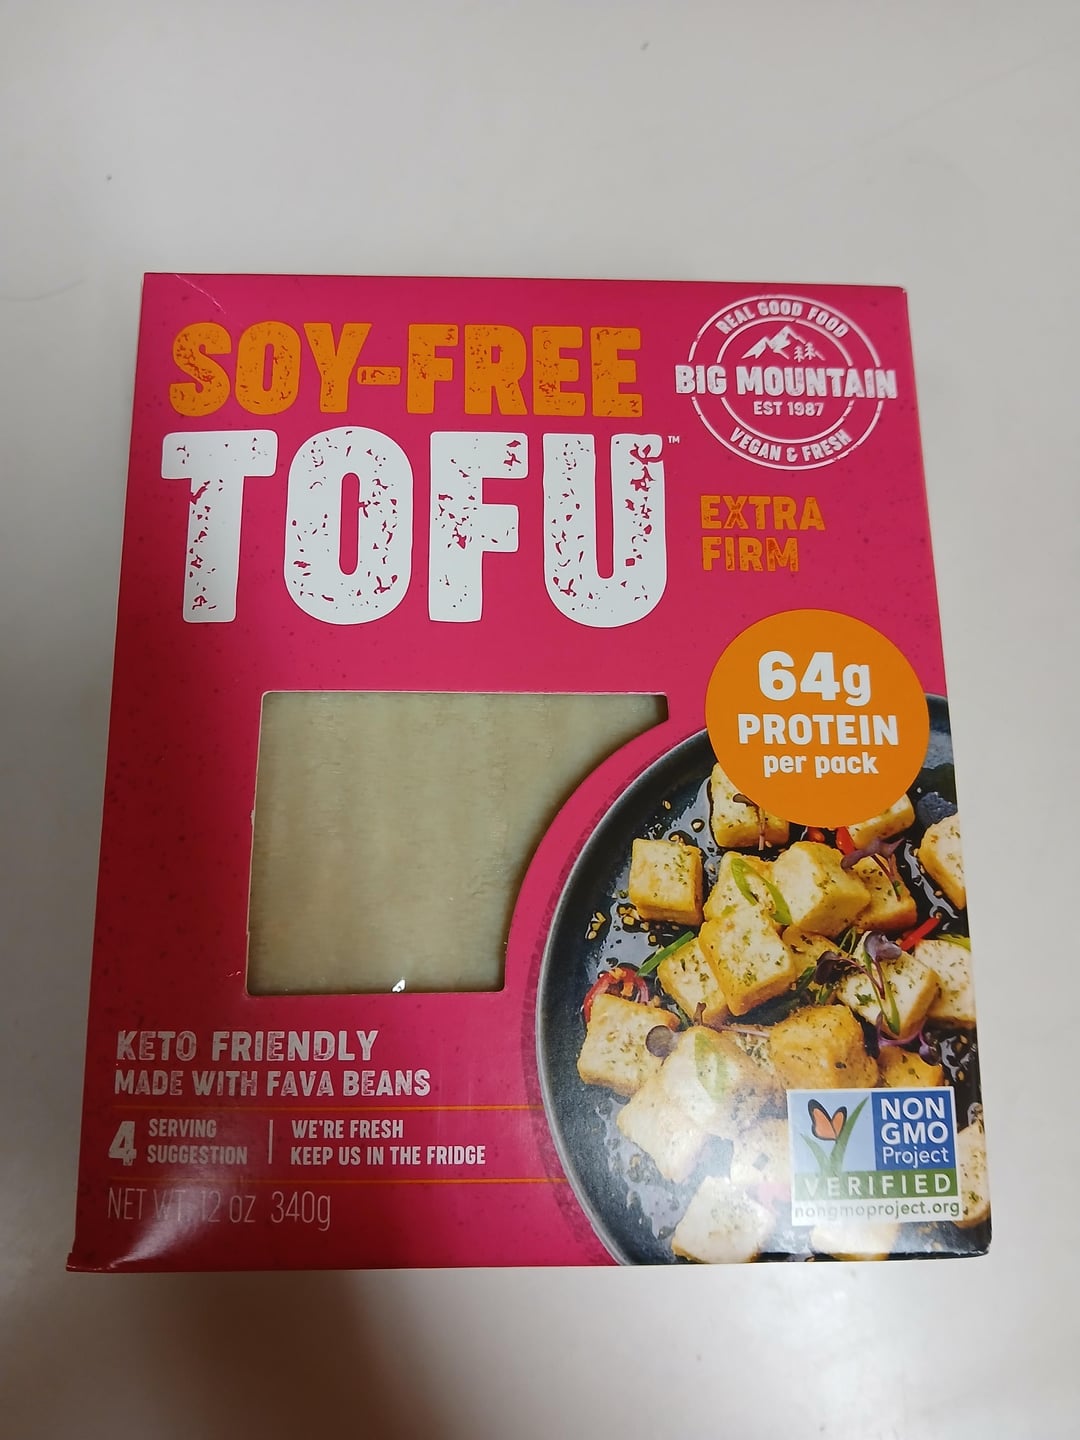 SOY-FREE
TOFU™
REAL GOOD FOOD
BIG MOUNTAIN
EST 1987
VEGAN & FRESH
EXTRA
FIRM
64g
PROTEIN
per pack
KETO FRIENDLY
MADE WITH FAVA BEANS
4 SERVING
SUGGESTION
WE'RE FRESH
KEEP US IN THE FRIDGE
NET WT. 12 OZ 340g
NON
GMO
Project
VERIFIED
nongmoproject.org